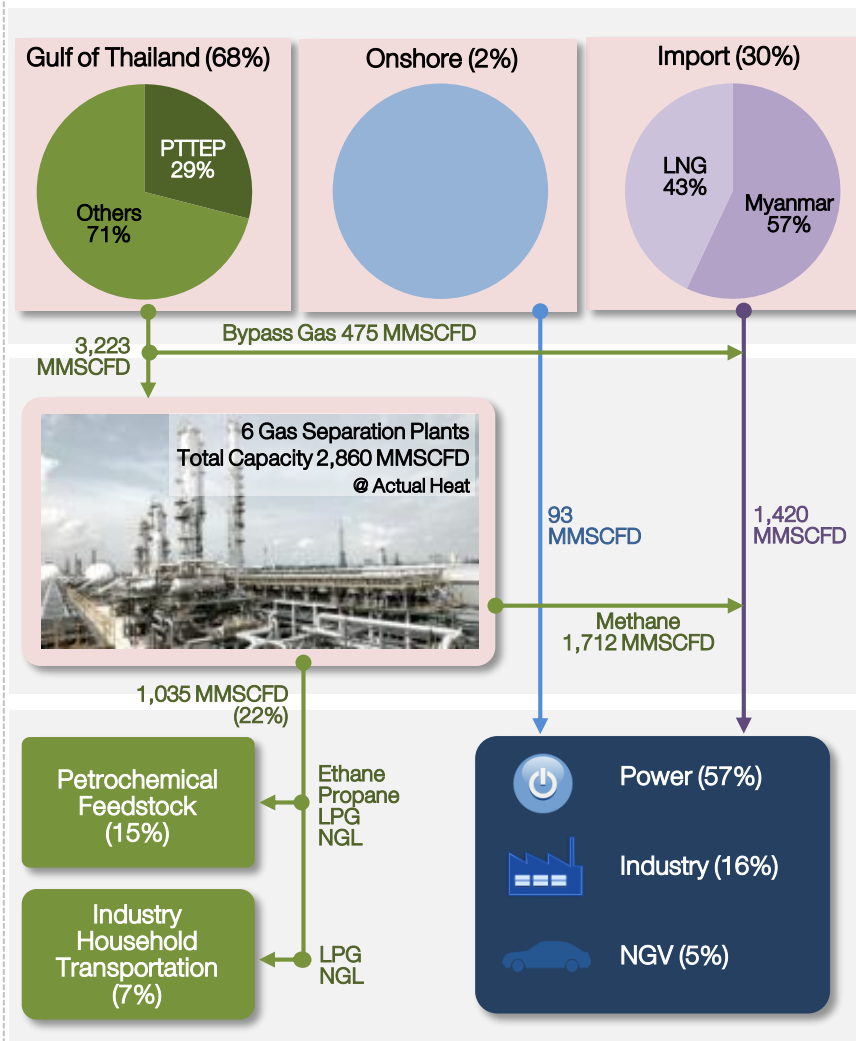 Gulf of Thailand (68%)
Onshore (2%)
Import (30%)
PTTEP
29%
Others
71%
LNG
43%
Myanmar
57%
3,223
MMSCFD
Bypass Gas 475 MMSCFD
6 Gas Separation Plants
Total Capacity 2,860 MMSCFD
@ Actual Heat
93
MMSCFD
1,420
MMSCFD
Methane
1,712 MMSCFD
1,035 MMSCFD
(22%)
Petrochemical
Feedstock
(15%)
Ethane
Propane
LPG
NGL
Industry
Household
Transportation
(7%)
LPG
NGL
Power (57%)
Industry (16%)
NGV (5%)